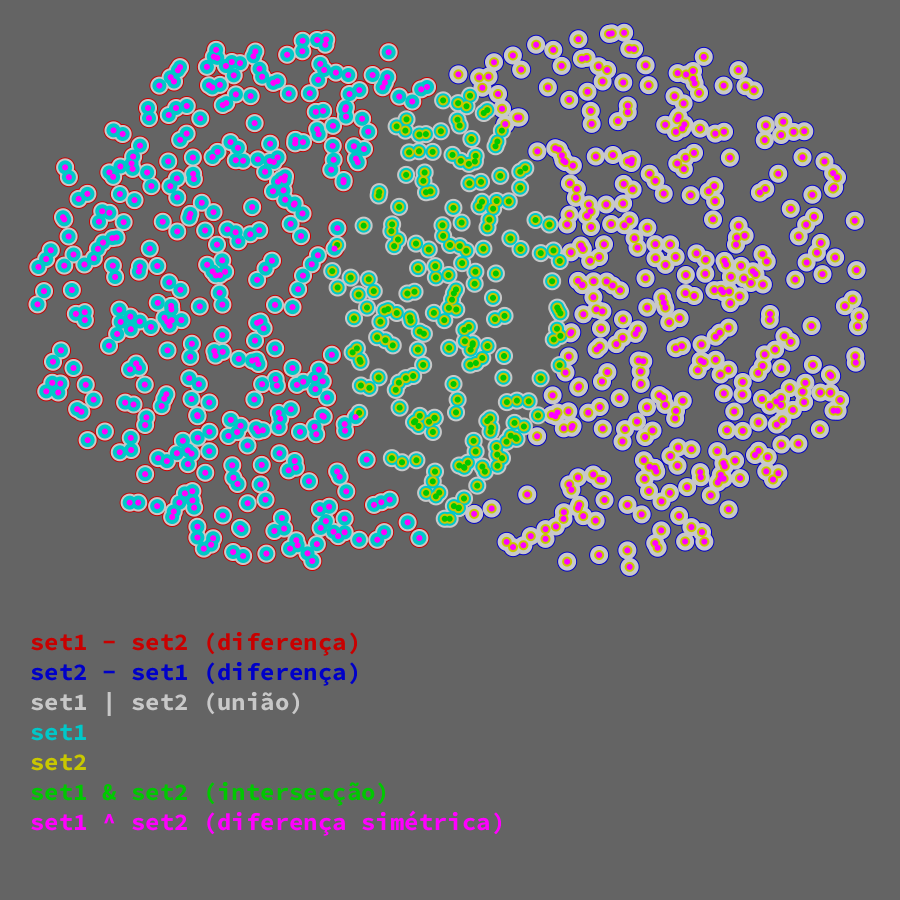 set1 - set2 (diferença)
set2 - set1 (diferença)
set1 | set2 (união)
set1
set2
set1 & set2 (intersecção)
set1 ^ set2 (diferença simétrica)